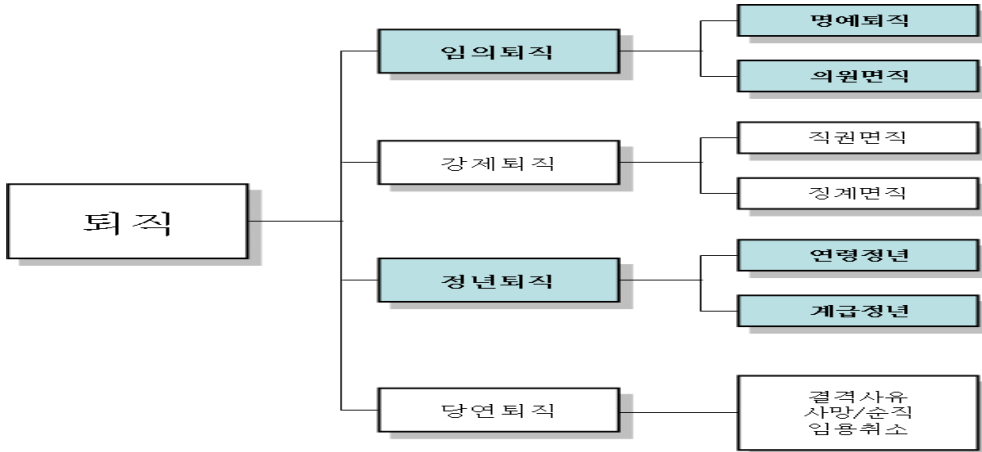 퇴직
임의퇴직
명예퇴직
의원면직
강제퇴직
직권면직
징계면직
정년퇴직
연령정년
계급정년
당연퇴직
결격사유
사망/순직
임용취소